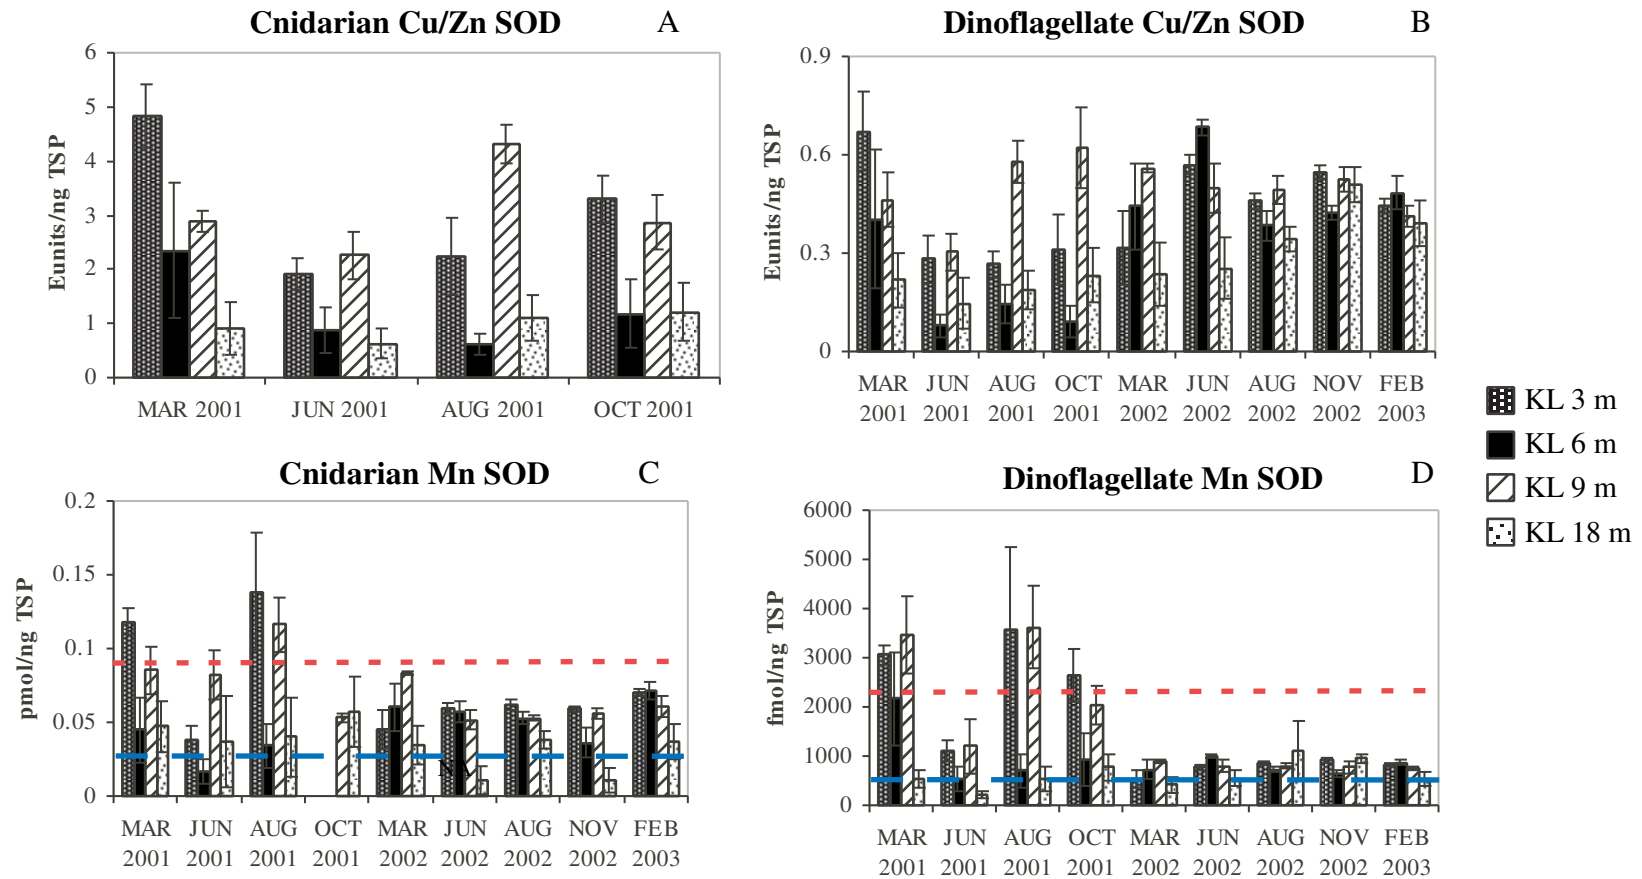 Cnidarian Cu/Zn SOD
A
Eunits/ng TSP
6
5
4
3
2
1
0
MAR 2001
JUN 2001
AUG 2001
OCT 2001
Dinoflagellate Cu/Zn SOD
B
Eunits/ng TSP
0.9
0.6
0.3
0
MAR JUN AUG OCT MAR JUN AUG NOV FEB
2001 2001 2001 2001 2002 2002 2002 2002 2003
KL 3 m
KL 6 m
KL 9 m
KL 18 m
Cnidarian Mn SOD
C
pmol/ng TSP
0.2
0.15
0.1
0.05
0
MAR JUN AUG OCT MAR JUN AUG NOV FEB
2001 2001 2001 2001 2002 2002 2002 2002 2003
Dinoflagellate Mn SOD
D
fmol/ng TSP
6000
5000
4000
3000
2000
1000
0
MAR JUN AUG OCT MAR JUN AUG NOV FEB
2001 2001 2001 2001 2002 2002 2002 2002 2003